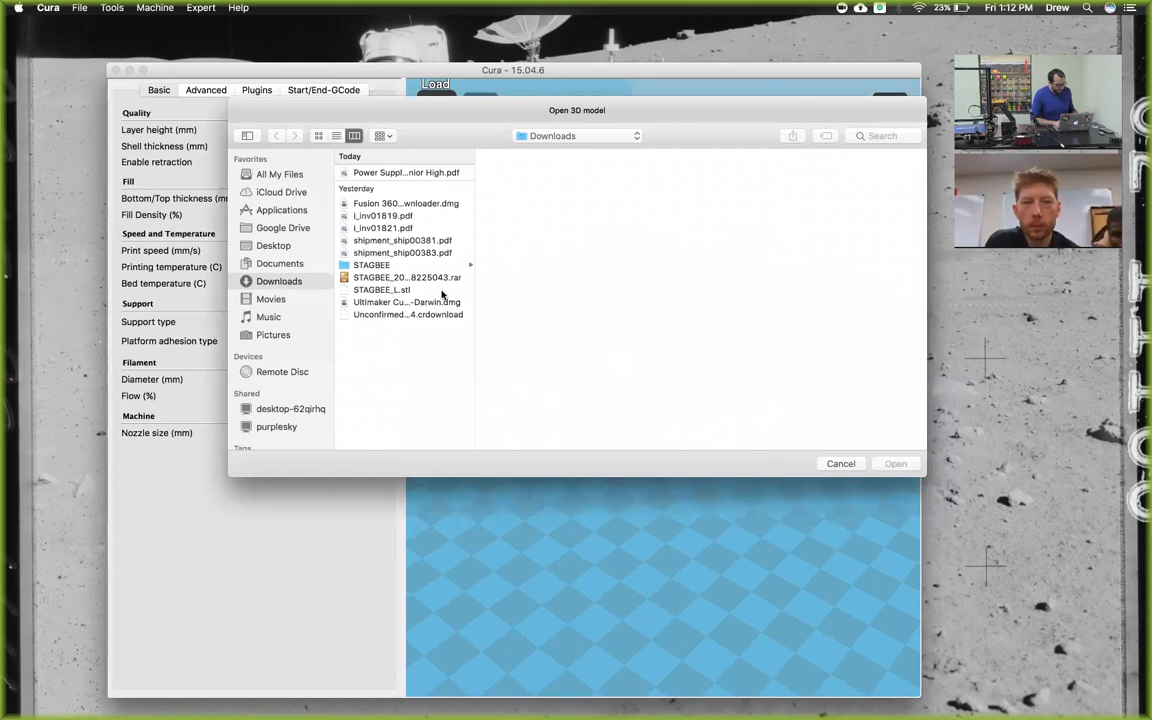 Cura File Tools Machine Expert Help
23% Fri 1:12 PM Drew
Cura - 15.04.6
Basic Advanced Plugins Start/End-GCode
Load
Quality
Layer height (mm)
Shell thickness (mm)
Enable retraction
Fill
Bottom/Top thickness (mm
Fill Density (%)
Speed and Temperature
Print speed (mm/s)
Printing temperature (C)
Bed temperature (C)
Support
Support type
Platform adhesion type
Filament
Diameter (mm)
Flow (%)
Machine
Nozzle size (mm)
Open 3D model
Downloads
Search
Favorites
All My Files
iCloud Drive
Applications
Google Drive
Desktop
Documents
Downloads
Movies
Music
Pictures
Devices
Remote Disc
Shared
desktop-62qirhq
purplesky
Tags
Today
Power Suppl...nior High.pdf
Yesterday
Fusion 360...wnloader.dmg
i_inv01819.pdf
i_inv01821.pdf
shipment_ship00381.pdf
shipment_ship00383.pdf
STAGBEE
STAGBEE_20...8225043.rar
STAGBEE_L.stl
Ultimaker Cu...-Darwin.dmg
Unconfirmed...4.crdownload
Cancel Open